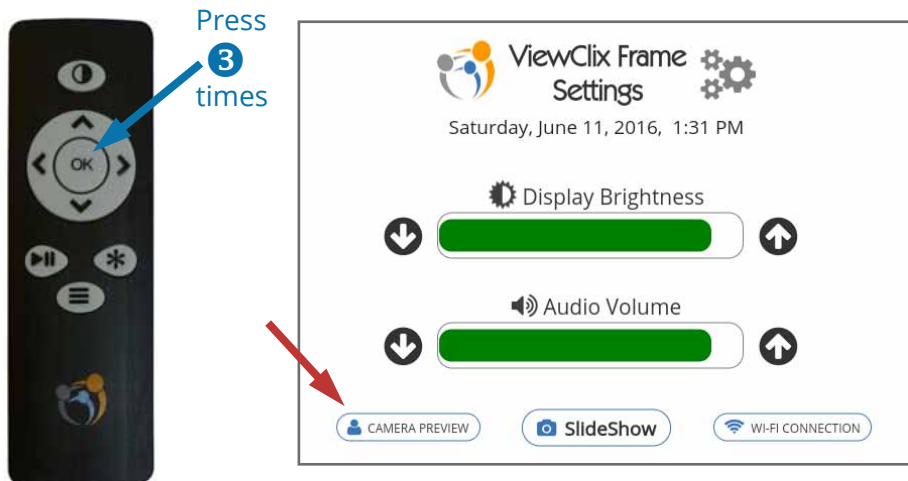 Press
3
times
OK
ViewClix Frame
Settings
Saturday, June 11, 2016, 1:31 PM
Display Brightness
Audio Volume
CAMERA PREVIEW
SlideShow
WI-FI CONNECTION